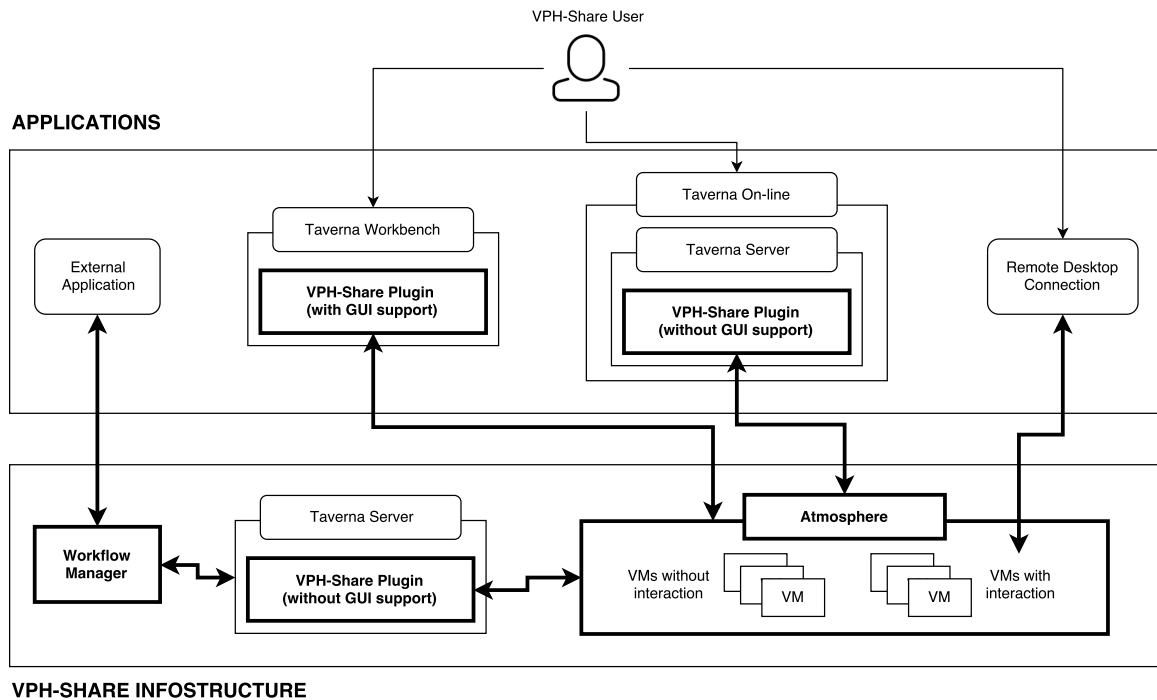 VPH-Share User
APPLICATIONS
Taverna On-line
Taverna Workbench
Taverna Server
External
Application
Remote Desktop
Connection
VPH-Share Plugin
(with GUI support)
VPH-Share Plugin
(without GUI support)
Taverna Server
Atmosphere
Workflow
Manager
VPH-Share Plugin
(without GUI support)
VMs without
interaction
VM
VM
VMs with
interaction
VPH-SHARE INFOSTRUCTURE